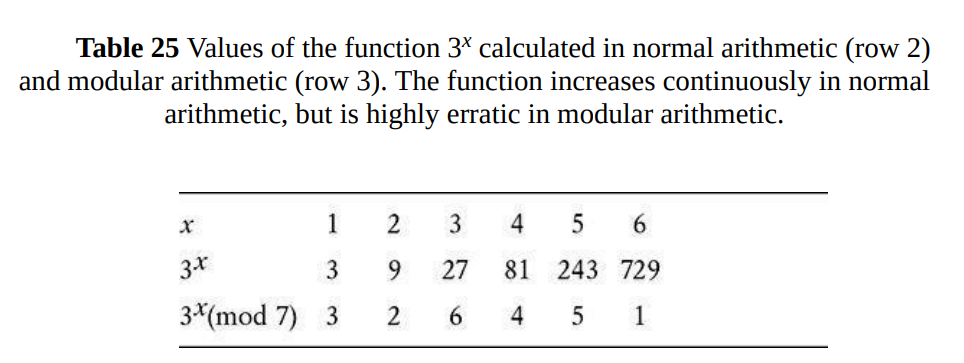 Table 25 Values of the function 3ˣ calculated in normal arithmetic (row 2)
and modular arithmetic (row 3). The function increases continuously in normal
arithmetic, but is highly erratic in modular arithmetic.
x 1 2 3 4 5 6
3ˣ 3 9 27 81 243 729
3ˣ(mod 7) 3 2 6 4 5 1